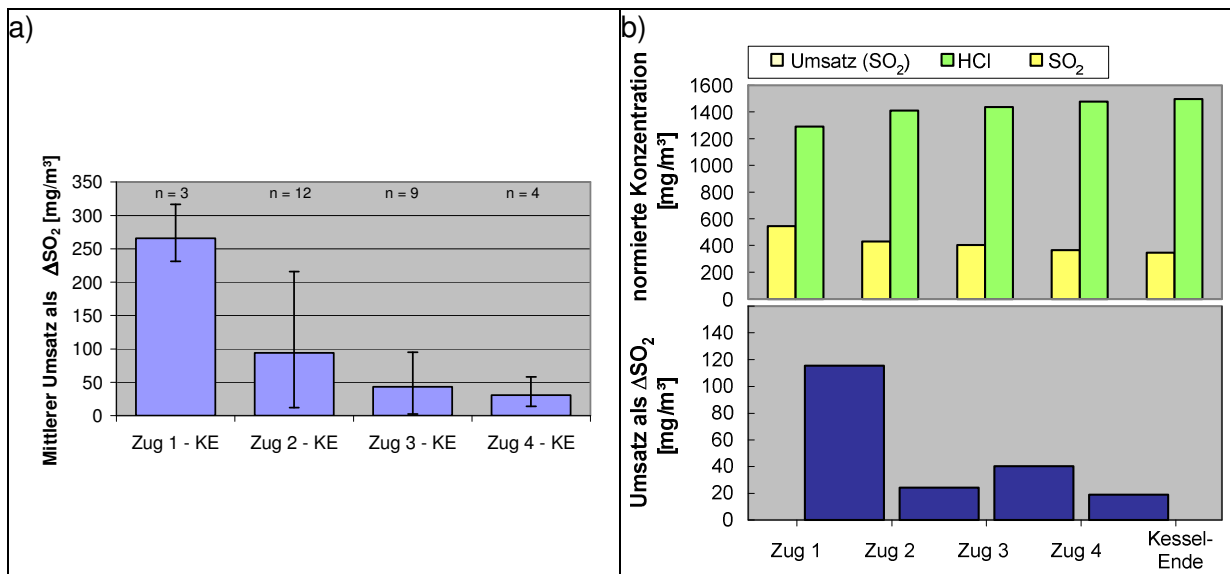 a)
Mittlerer Umsatz als ΔSO₂ [mg/m³]
350
300
250
200
150
100
50
0
n = 3 n = 12 n = 9 n = 4
Zug 1 - KE Zug 2 - KE Zug 3 - KE Zug 4 - KE
b)
Umsatz (SO₂) HCl SO₂
normierte Konzentration
[mg/m³]
1600
1400
1200
1000
800
600
400
200
0
Umsatz als ΔSO₂
[mg/m³]
140
120
100
80
60
40
20
0
Zug 1 Zug 2 Zug 3 Zug 4 Kessel-
Ende